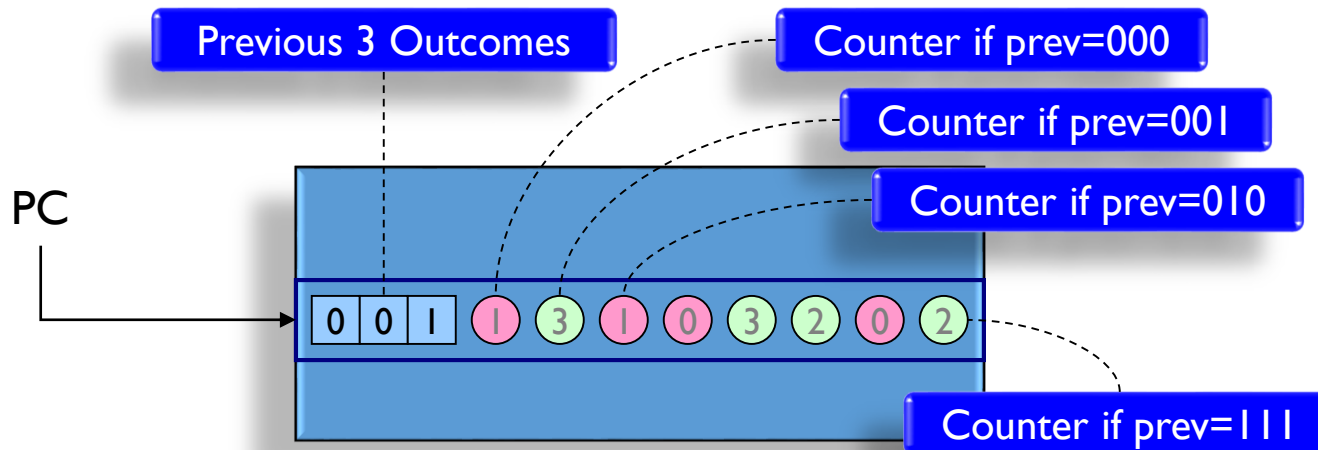 Previous 3 Outcomes
Counter if prev=000
Counter if prev=001
Counter if prev=010
PC
0 0 1 1 3 1 0 3 2 0 2
Counter if prev=111